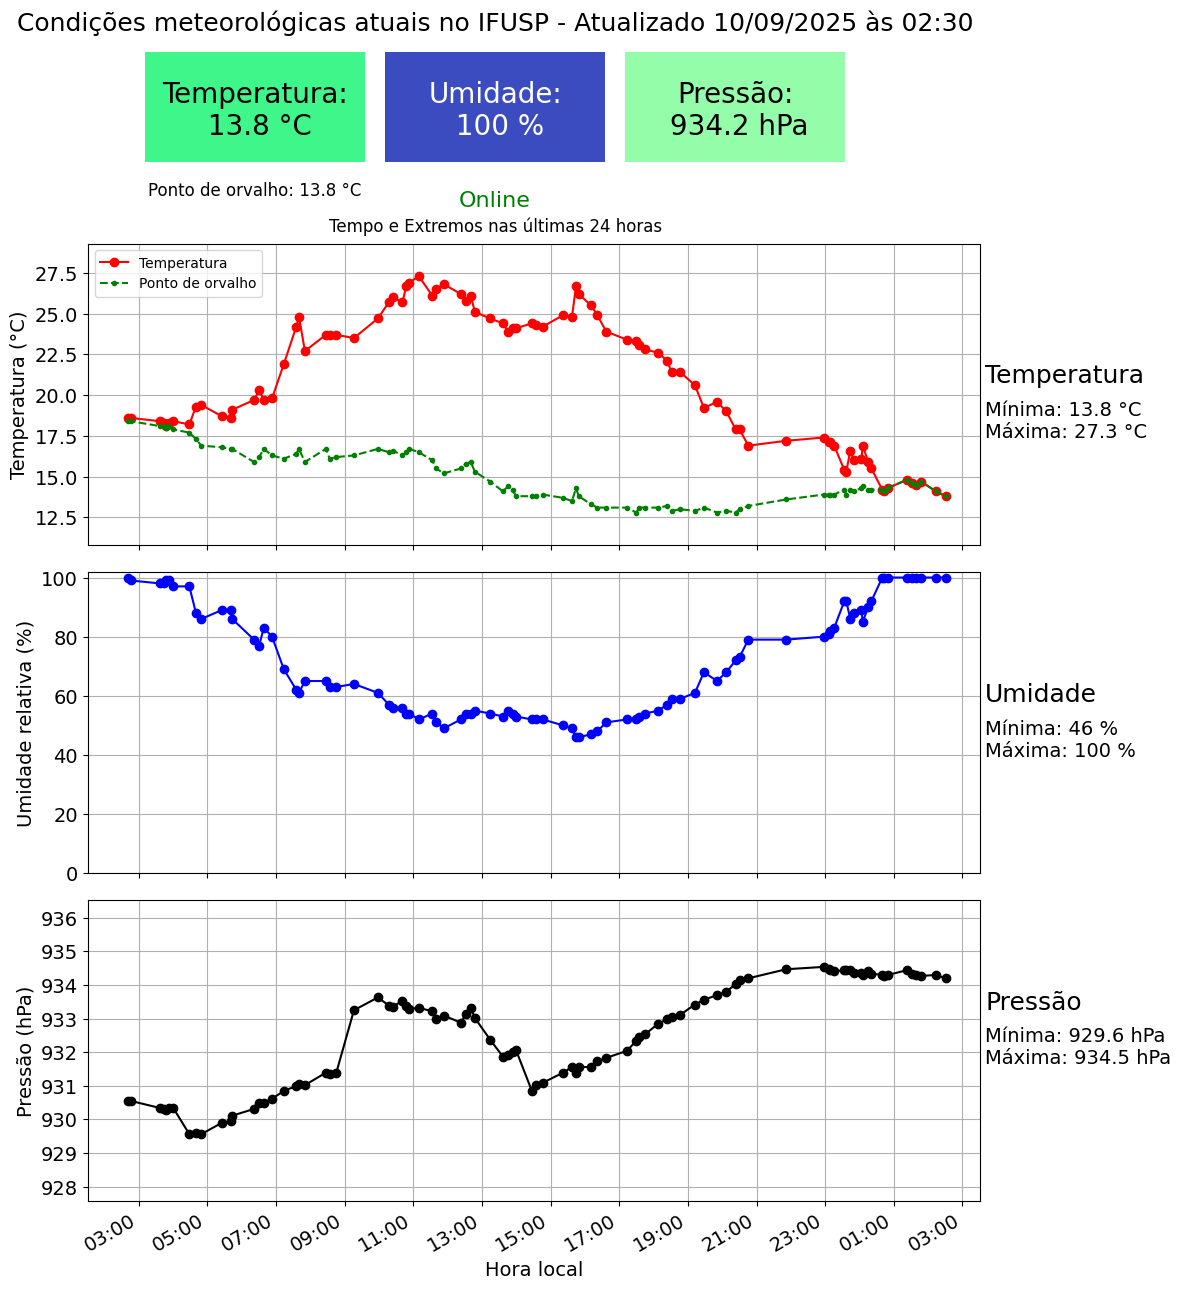 Condições meteorológicas atuais no IFUSP - Atualizado 10/09/2025 às 02:30
Temperatura:
13.8 °C
Umidade:
100 %
Pressão:
934.2 hPa
Ponto de orvalho: 13.8 °C
Online
Tempo e Extremos nas últimas 24 horas
Temperatura
Ponto de orvalho
Temperatura (°C)
27.5
25.0
22.5
20.0
17.5
15.0
12.5
Temperatura
Mínima: 13.8 °C
Máxima: 27.3 °C
Umidade relativa (%)
100
80
60
40
20
0
Umidade
Mínima: 46 %
Máxima: 100 %
Pressão (hPa)
936
935
934
933
932
931
930
929
928
Pressão
Mínima: 929.6 hPa
Máxima: 934.5 hPa
03:00 05:00 07:00 09:00 11:00 13:00 15:00 17:00 19:00 21:00 23:00 01:00 03:00
Hora local